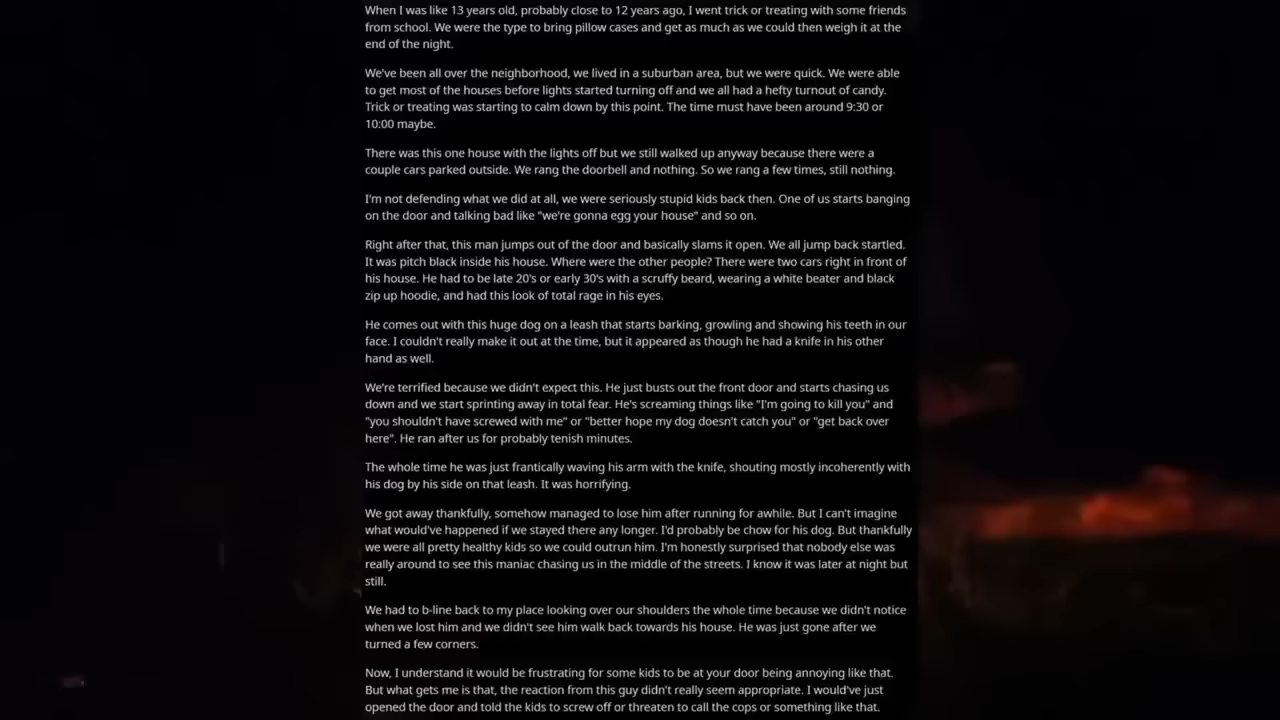 When I was like 13 years old, probably close to 12 years ago, I went trick or treating with some friends
from school. We were the type to bring pillow cases and get as much as we could then weigh it at the
end of the night.
We've been all over the neighborhood, we lived in a suburban area, but we were quick. We were able
to get most of the houses before lights started turning off and we all had a hefty turnout of candy.
Trick or treating was starting to calm down by this point. The time must have been around 9:30 or
10:00 maybe.
There was this one house with the lights off but we still walked up anyway because there were a
couple cars parked outside. We rang the doorbell and nothing. So we rang a few times, still nothing.
I'm not defending what we did at all, we were seriously stupid kids back then. One of us starts banging
on the door and talking bad like "we're gonna egg your house" and so on.
Right after that, this man jumps out of the door and basically slams it open. We all jump back startled.
It was pitch black inside his house. Where were the other people? There were two cars right in front of
his house. He had to be late 20's or early 30's with a scruffy beard, wearing a white beater and black
zip up hoodie, and had this look of total rage in his eyes.
He comes out with this huge dog on a leash that starts barking, growling and showing his teeth in our
face. I couldn't really make it out at the time, but it appeared as though he had a knife in his other
hand as well.
We're terrified because we didn't expect this. He just busts out the front door and starts chasing us
down and we start sprinting away in total fear. He's screaming things like "I'm going to kill you" and
"you shouldn't have screwed with me" or "better hope my dog doesn't catch you" or "get back over
here". He ran after us for probably tenish minutes.
The whole time he was just frantically waving his arm with the knife, shouting mostly incoherently with
his dog by his side on that leash. It was horrifying.
We got away thankfully, somehow managed to lose him after running for awhile. But I can't imagine
what would've happened if we stayed there any longer. I'd probably be chow for his dog. But thankfully
we were all pretty healthy kids so we could outrun him. I'm honestly surprised that nobody else was
really around to see this maniac chasing us in the middle of the streets. I know it was later at night but
still.
We had to b-line back to my place looking over our shoulders the whole time because we didn't notice
when we lost him and we didn't see him walk back towards his house. He was just gone after we
turned a few corners.
Now, I understand it would be frustrating for some kids to be at your door being annoying like that.
But what gets me is that, the reaction from this guy didn't really seem appropriate. I would've just
opened the door and told the kids to screw off or threaten to call the cops or something like that.